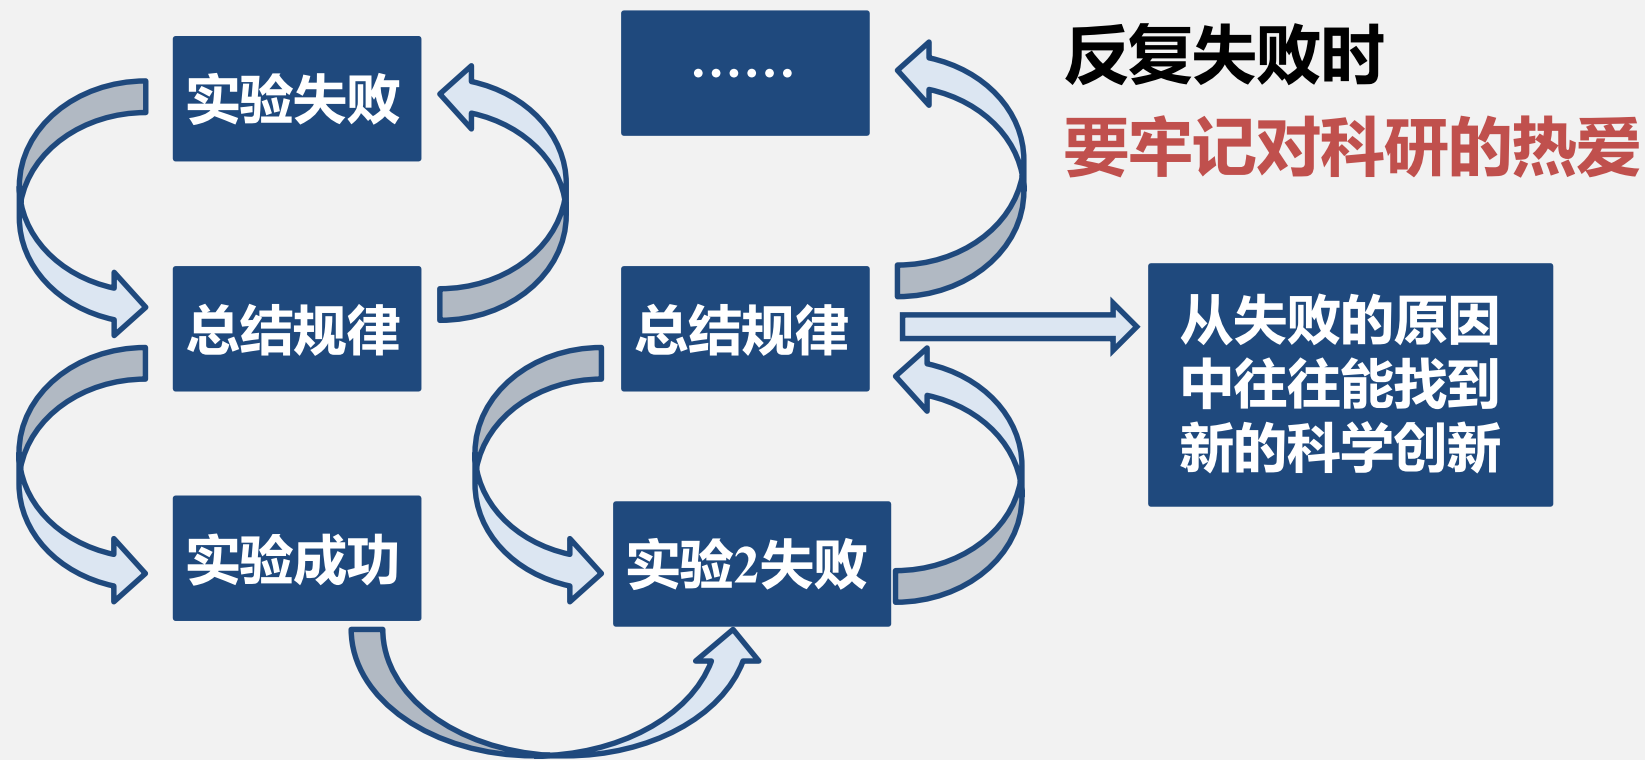 实验失败
总结规律
实验成功
……
总结规律
实验2失败
反复失败时
要牢记对科研的热爱
从失败的原因
中往往能找到
新的科学创新